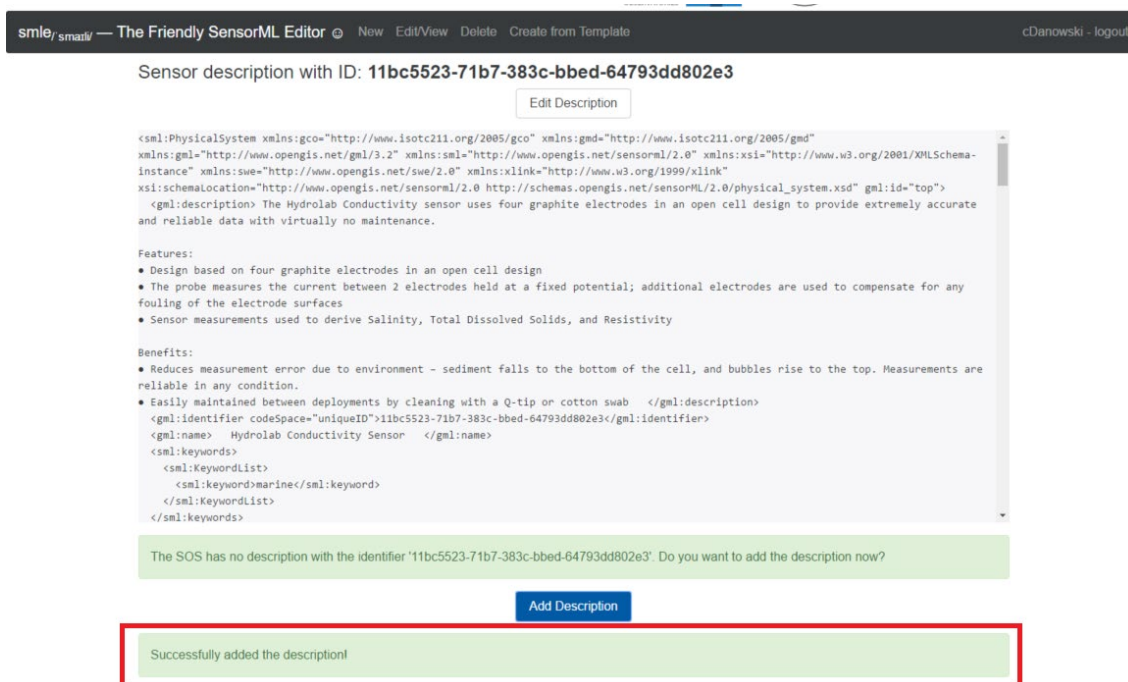 smle/ˈsmaɪli/ — The Friendly SensorML Editor ☺ New Edit/View Delete Create from Template cDanowski - logout
Sensor description with ID: 11bc5523-71b7-383c-bbed-64793dd802e3
Edit Description
<sml:PhysicalSystem xmlns:gco="http://www.isotc211.org/2005/gco" xmlns:gmd="http://www.isotc211.org/2005/gmd"
xmlns:gml="http://www.opengis.net/gml/3.2" xmlns:sml="http://www.opengis.net/sensorml/2.0" xmlns:xsi="http://www.w3.org/2001/XMLSchema-
instance" xmlns:swe="http://www.opengis.net/swe/2.0" xmlns:xlink="http://www.w3.org/1999/xlink"
xsi:schemaLocation="http://www.opengis.net/sensorml/2.0 http://schemas.opengis.net/sensorML/2.0/physical_system.xsd" gml:id="top">
<gml:description> The Hydrolab Conductivity sensor uses four graphite electrodes in an open cell design to provide extremely accurate
and reliable data with virtually no maintenance.
Features:
● Design based on four graphite electrodes in an open cell design
● The probe measures the current between 2 electrodes held at a fixed potential; additional electrodes are used to compensate for any
fouling of the electrode surfaces
● Sensor measurements used to derive Salinity, Total Dissolved Solids, and Resistivity
Benefits:
● Reduces measurement error due to environment – sediment falls to the bottom of the cell, and bubbles rise to the top. Measurements are
reliable in any condition.
● Easily maintained between deployments by cleaning with a Q-tip or cotton swab </gml:description>
<gml:identifier codeSpace="uniqueID">11bc5523-71b7-383c-bbed-64793dd802e3</gml:identifier>
<gml:name> Hydrolab Conductivity Sensor </gml:name>
<sml:keywords>
<sml:KeywordList>
<sml:keyword>marine</sml:keyword>
</sml:KeywordList>
</sml:keywords>
The SOS has no description with the identifier '11bc5523-71b7-383c-bbed-64793dd802e3'. Do you want to add the description now?
Add Description
Successfully added the description!